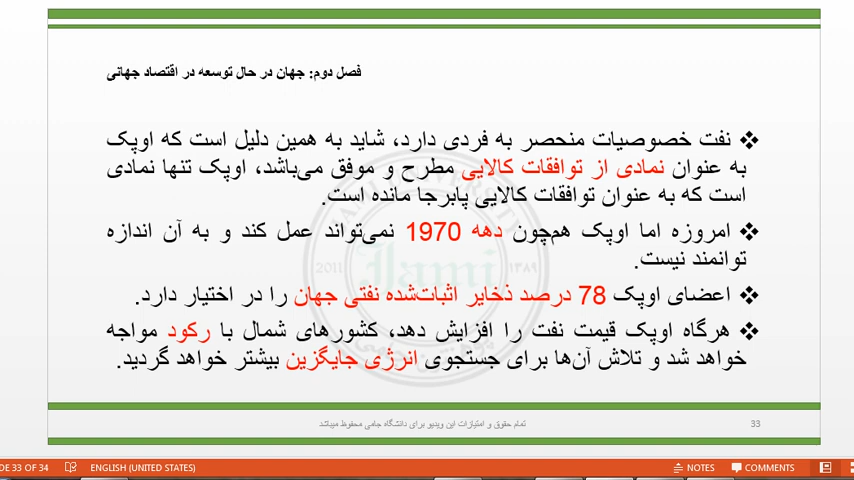 فصل دوم: جهان در حال توسعه در اقتصاد جهانی
❖ نفت خصوصیات منحصر به فردی دارد، شاید به همین دلیل است که اوپک
به عنوان نمادی از توافقات کالایی مطرح و موفق می‌باشد، اوپک تنها نمادی
است که به عنوان توافقات کالایی پابرجا مانده است.
❖ امروزه اما اوپک هم‌چون دهه 1970 نمی‌تواند عمل کند و به آن اندازه
توانمند نیست.
❖ اعضای اوپک 78 درصد ذخایر اثبات‌شده نفتی جهان را در اختیار دارد.
❖ هرگاه اوپک قیمت نفت را افزایش دهد، کشورهای شمال با رکود مواجه
خواهد شد و تلاش آن‌ها برای جستجوی انرژی جایگزین بیشتر خواهد گردید.
2011 Jami ۱۳۸۹
تمام حقوق و امتیازات این ویدیو برای دانشگاه جامی محفوظ میباشد
33
DE 33 OF 34
ENGLISH (UNITED STATES)
NOTES
COMMENTS